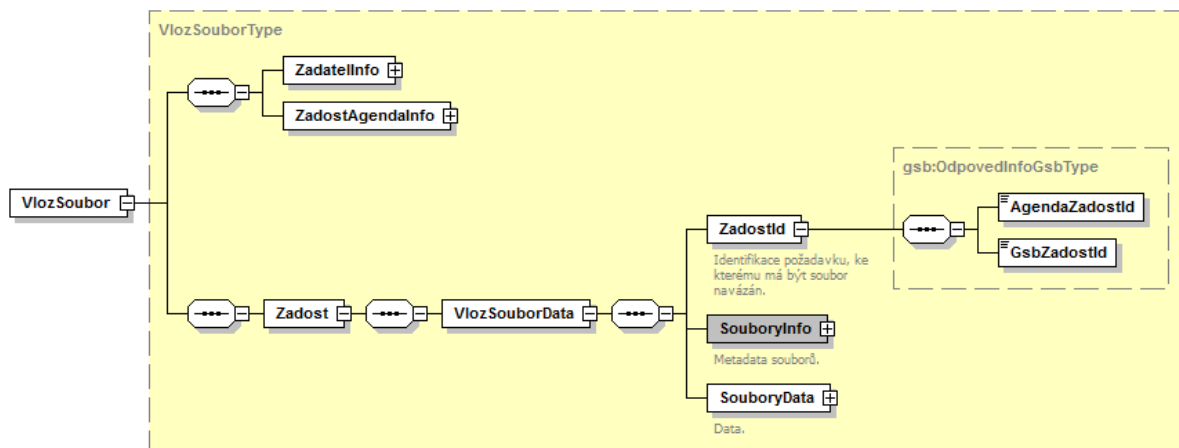 VlozSouborType
ZadatelInfo
ZadostAgendaInfo
gsb:OdpovedInfoGsbType
VlozSoubor
AgendaZadostId
ZadostId
GsbZadostId
Identifikace požadavku, ke
kterému má být soubor
navázán.
Zadost
VlozSouborData
SouboryInfo
Metadata souborů.
SouboryData
Data.